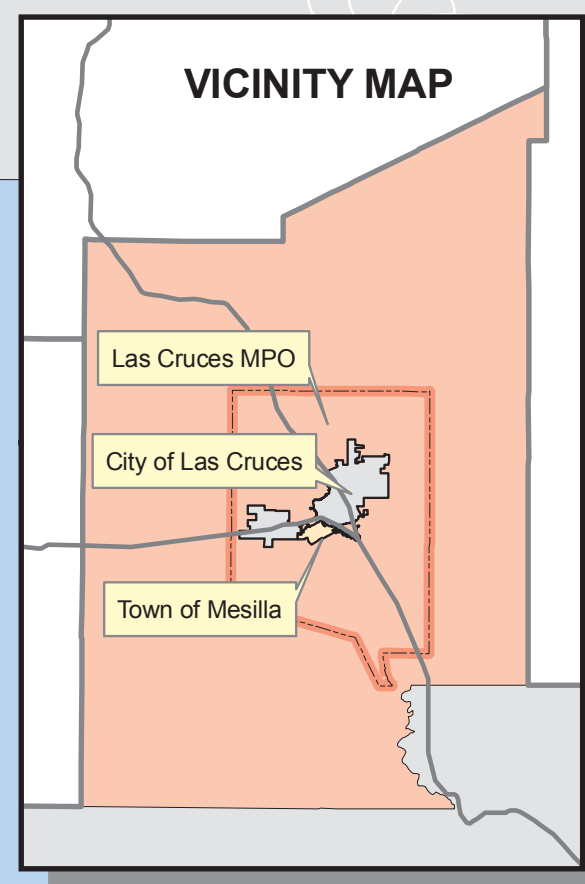 VICINITY MAP
Las Cruces MPO
City of Las Cruces
Town of Mesilla